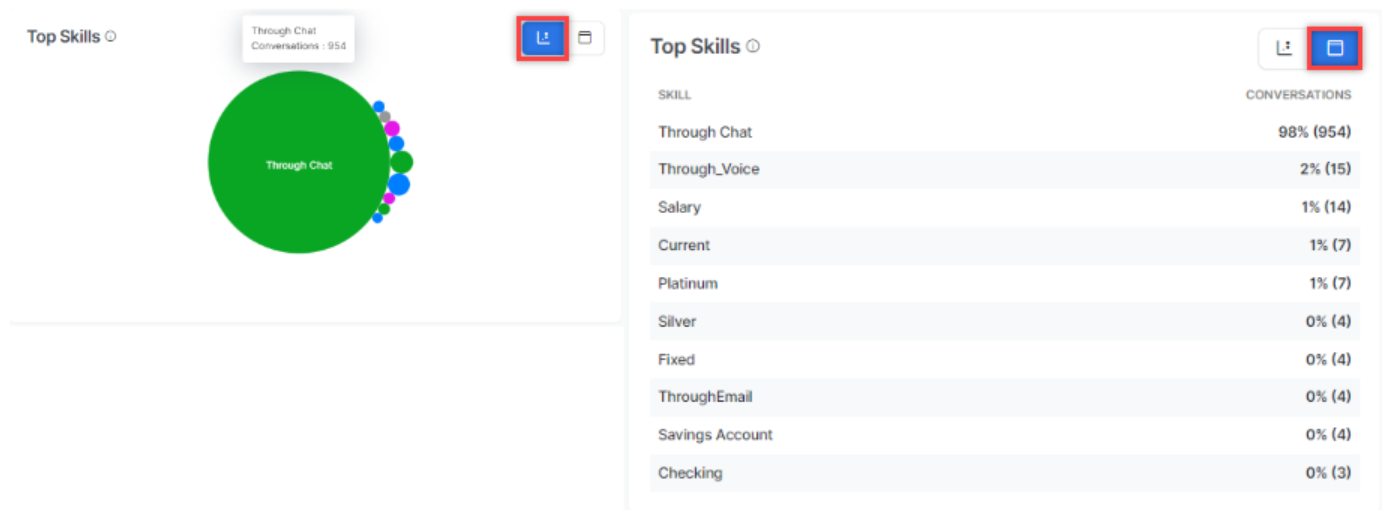 Top Skills
Through Chat
Conversations : 954
Through Chat
Top Skills
SKILL CONVERSATIONS
Through Chat 98% (954)
Through_Voice 2% (15)
Salary 1% (14)
Current 1% (7)
Platinum 1% (7)
Silver 0% (4)
Fixed 0% (4)
ThroughEmail 0% (4)
Savings Account 0% (4)
Checking 0% (3)